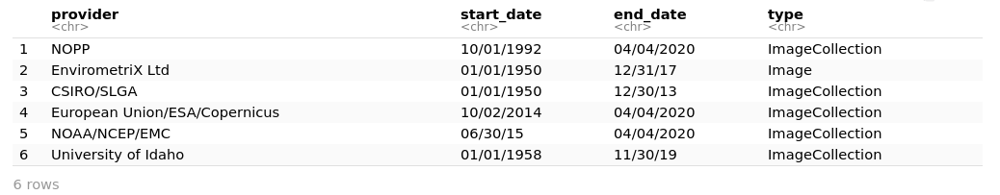 provider start_date end_date type
<chr> <chr> <chr> <chr>
1 NOPP 10/01/1992 04/04/2020 ImageCollection
2 EnvirometriX Ltd 01/01/1950 12/31/17 Image
3 CSIRO/SLGA 01/01/1950 12/30/13 ImageCollection
4 European Union/ESA/Copernicus 10/02/2014 04/04/2020 ImageCollection
5 NOAA/NCEP/EMC 06/30/15 04/04/2020 ImageCollection
6 University of Idaho 01/01/1958 11/30/19 ImageCollection
6 rows